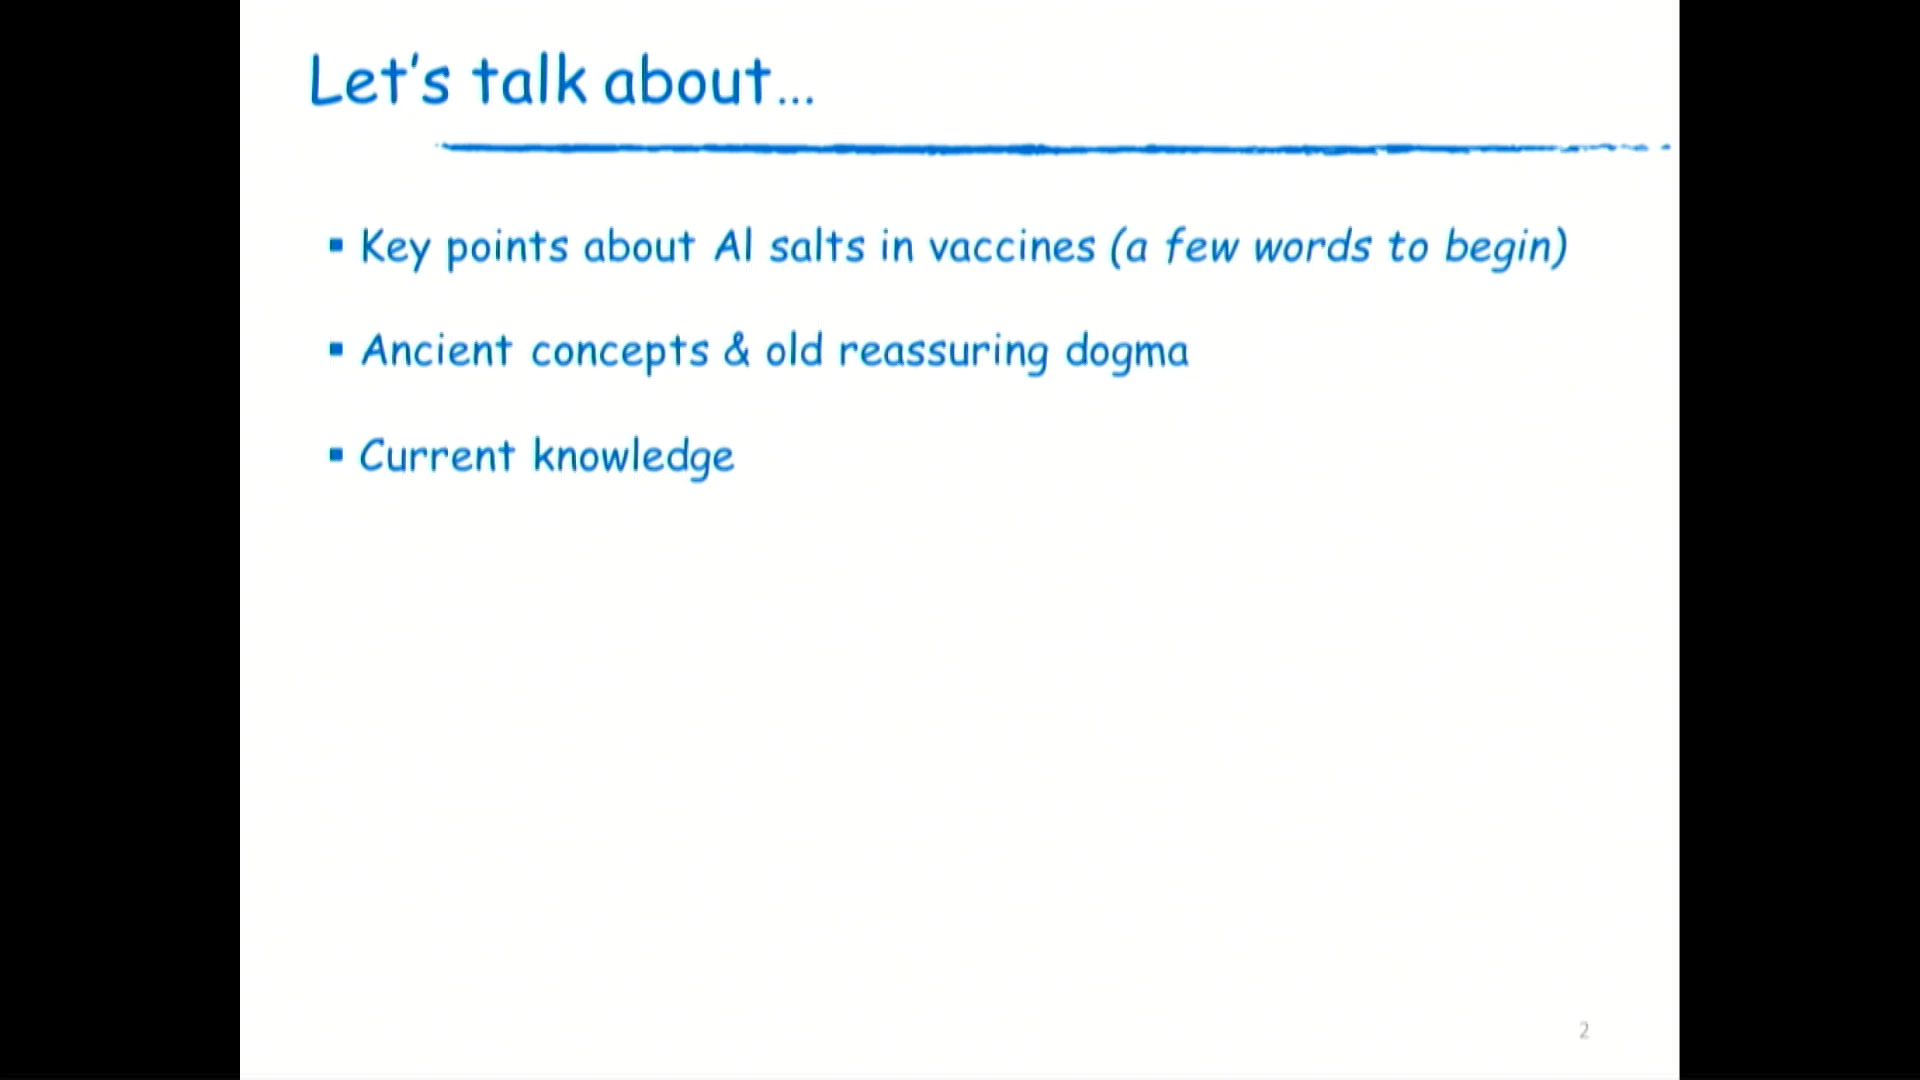 Let's talk about...
▪ Key points about Al salts in vaccines (a few words to begin)
▪ Ancient concepts & old reassuring dogma
▪ Current knowledge
2